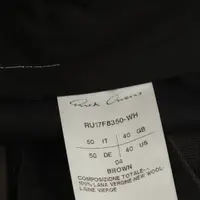 Rick Owens
RU17F8350-WH
50 IT 40 GB
50 DE 40 US
04
BROWN
COMPOSIZIONE TOTALE:
100% LANA VERGINE-NEW WOOL-
LAINE VIERGE